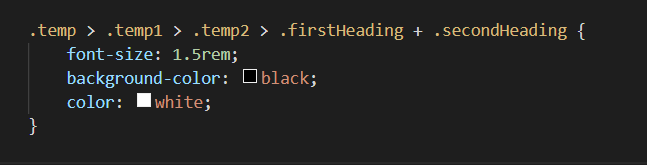 .temp > .temp1 > .temp2 > .firstHeading + .secondHeading {
    font-size: 1.5rem;
    background-color: black;
    color: white;
}